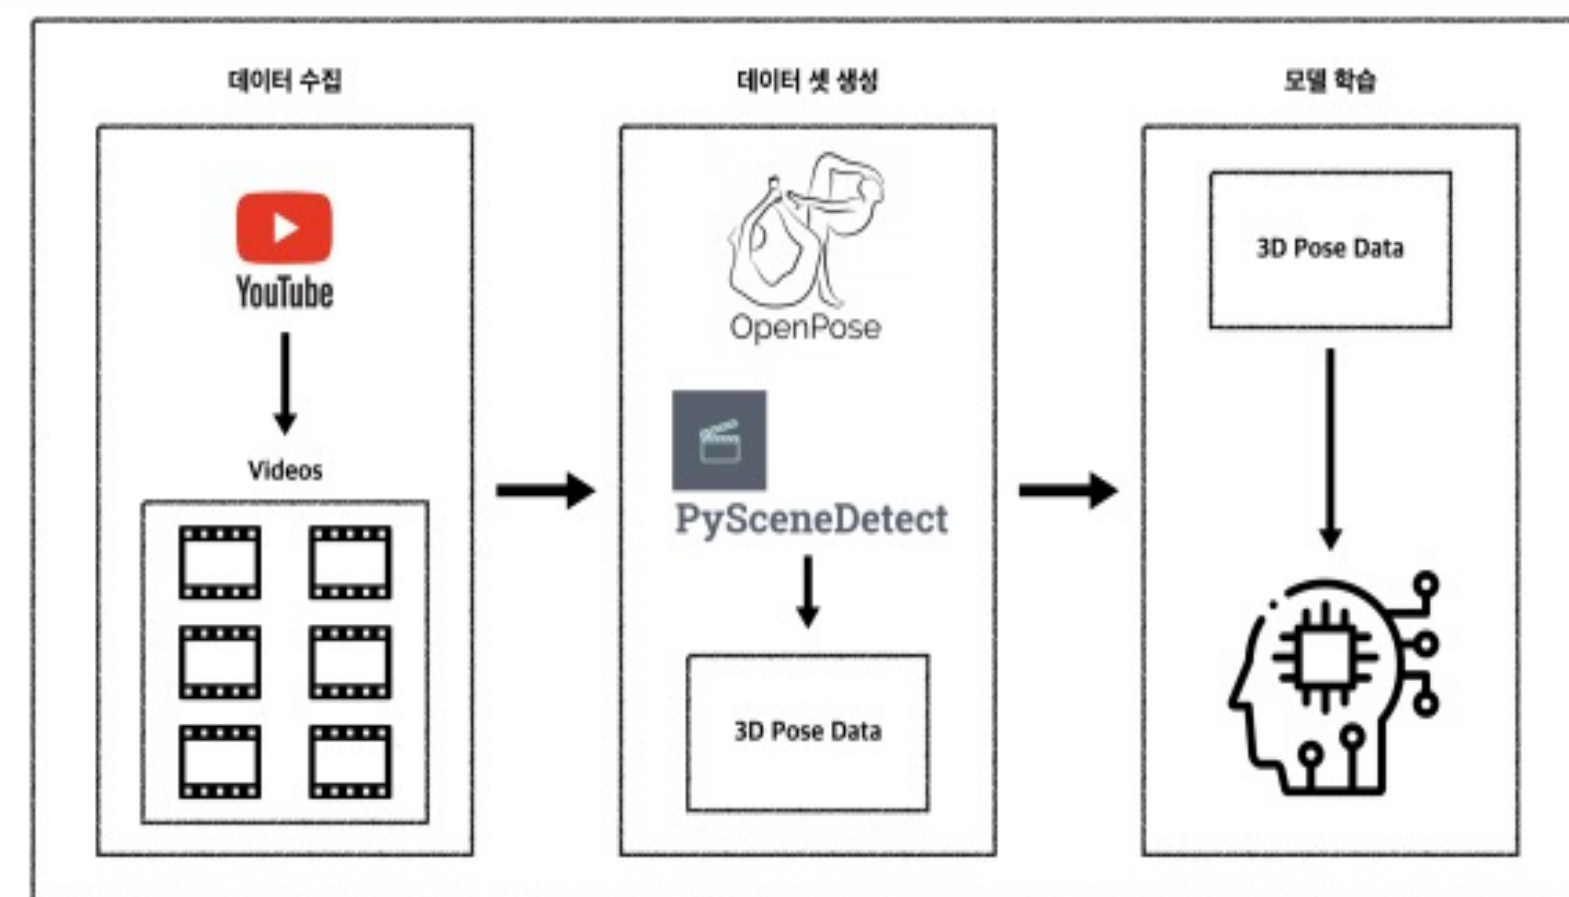 데이터 수집
YouTube
Videos
데이터 셋 생성
OpenPose
PySceneDetect
3D Pose Data
모델 학습
3D Pose Data